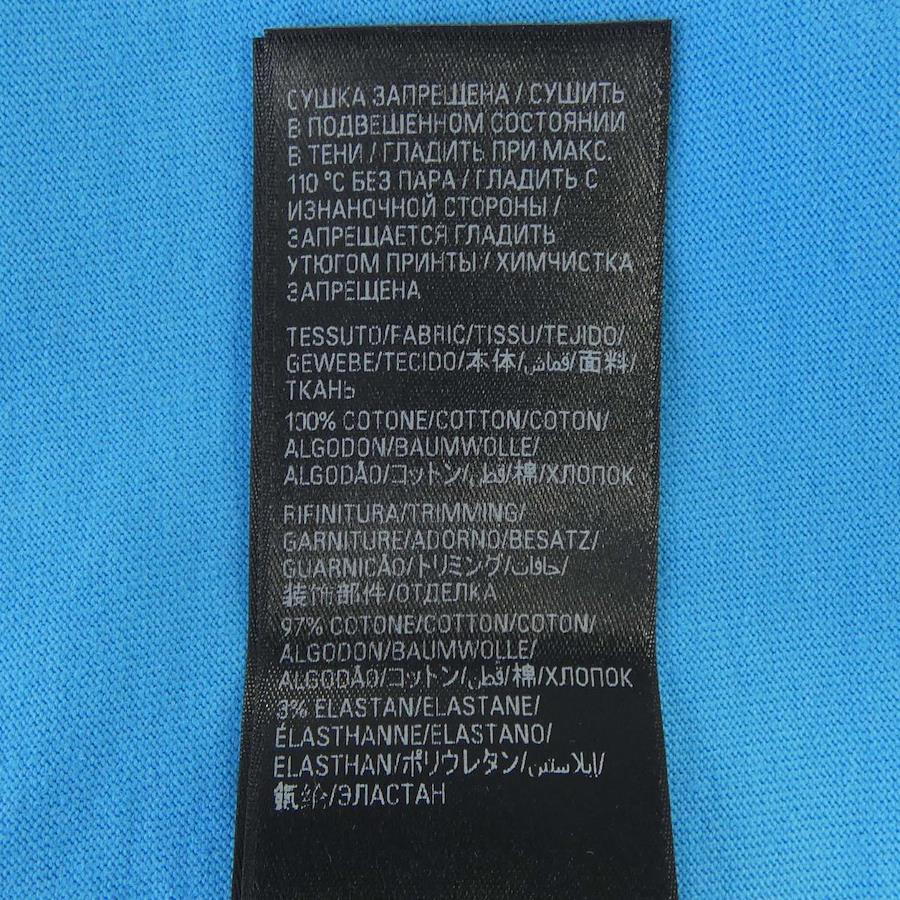 СУШКА ЗАПРЕЩЕНА / СУШИТЬ
В ПОДВЕШЕННОМ СОСТОЯНИИ
В ТЕНИ / ГЛАДИТЬ ПРИ МАКС.
110 °C БЕЗ ПАРА / ГЛАДИТЬ С
ИЗНАНОЧНОЙ СТОРОНЫ /
ЗАПРЕЩАЕТСЯ ГЛАДИТЬ
УТЮГОМ ПРИНТЫ / ХИМЧИСТКА
ЗАПРЕЩЕНА
TESSUTO/FABRIC/TISSU/TEJIDO/
GEWEBE/TECIDO/本体/قماش/面料/
ТКАНЬ
100% COTONE/COTTON/COTON/
ALGODON/BAUMWOLLE/
ALGODÃO/コットン/قطن/棉/ХЛОПОК
RIFINITURA/TRIMMING/
GARNITURE/ADORNO/BESATZ/
GUARNICÃO/トリミング/حافات/
装饰部件/ОТДЕЛКА
97% COTONE/COTTON/COTON/
ALGODON/BAUMWOLLE/
ALGODÃO/コットン/قطن/棉/ХЛОПОК
3% ELASTAN/ELASTANE/
ÉLASTHANNE/ELASTANO/
ELASTHAN/ポリウレタン/إيلاستين/
/ЭЛАСТАН